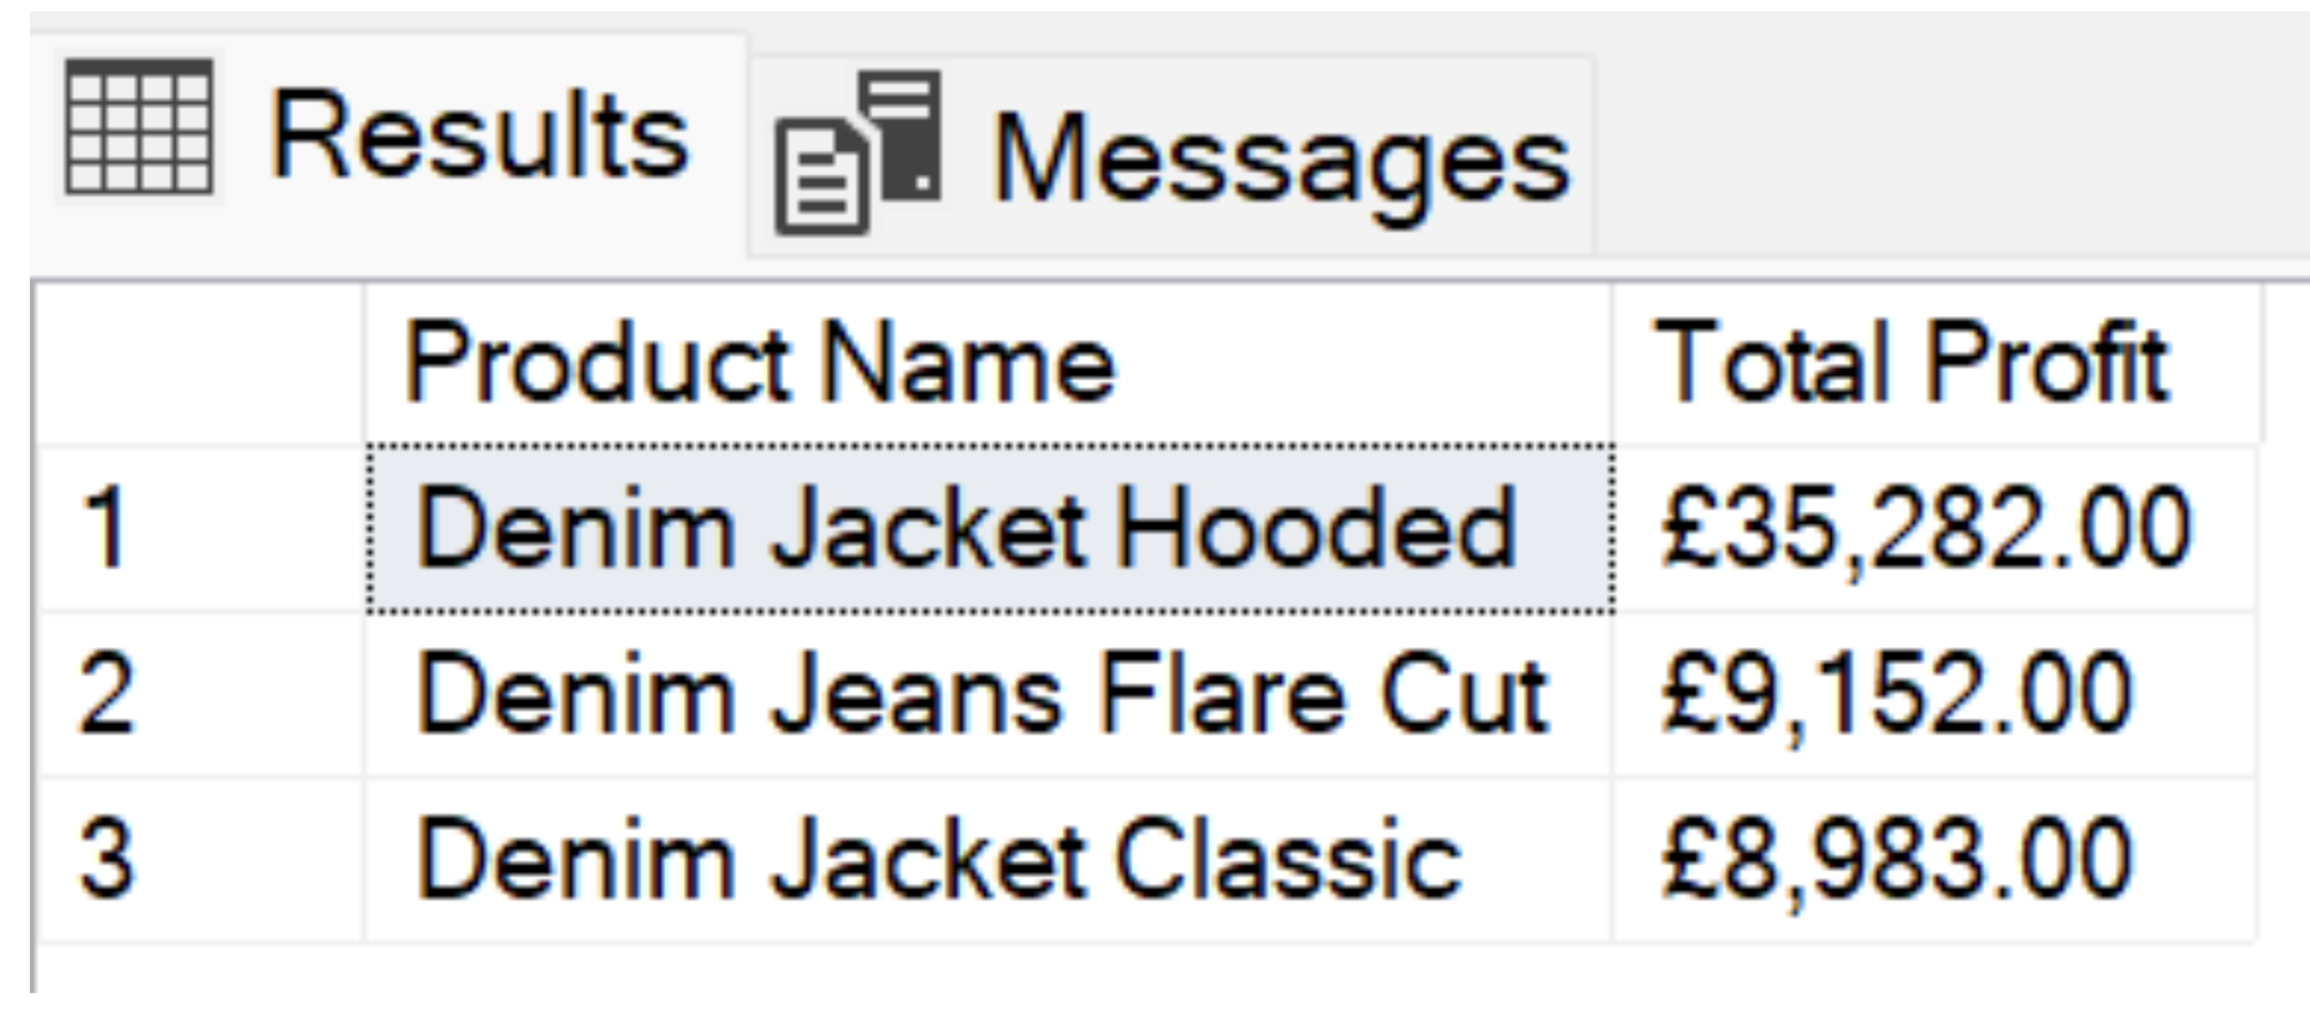 Results Messages
Product Name Total Profit
1 Denim Jacket Hooded £35,282.00
2 Denim Jeans Flare Cut £9,152.00
3 Denim Jacket Classic £8,983.00